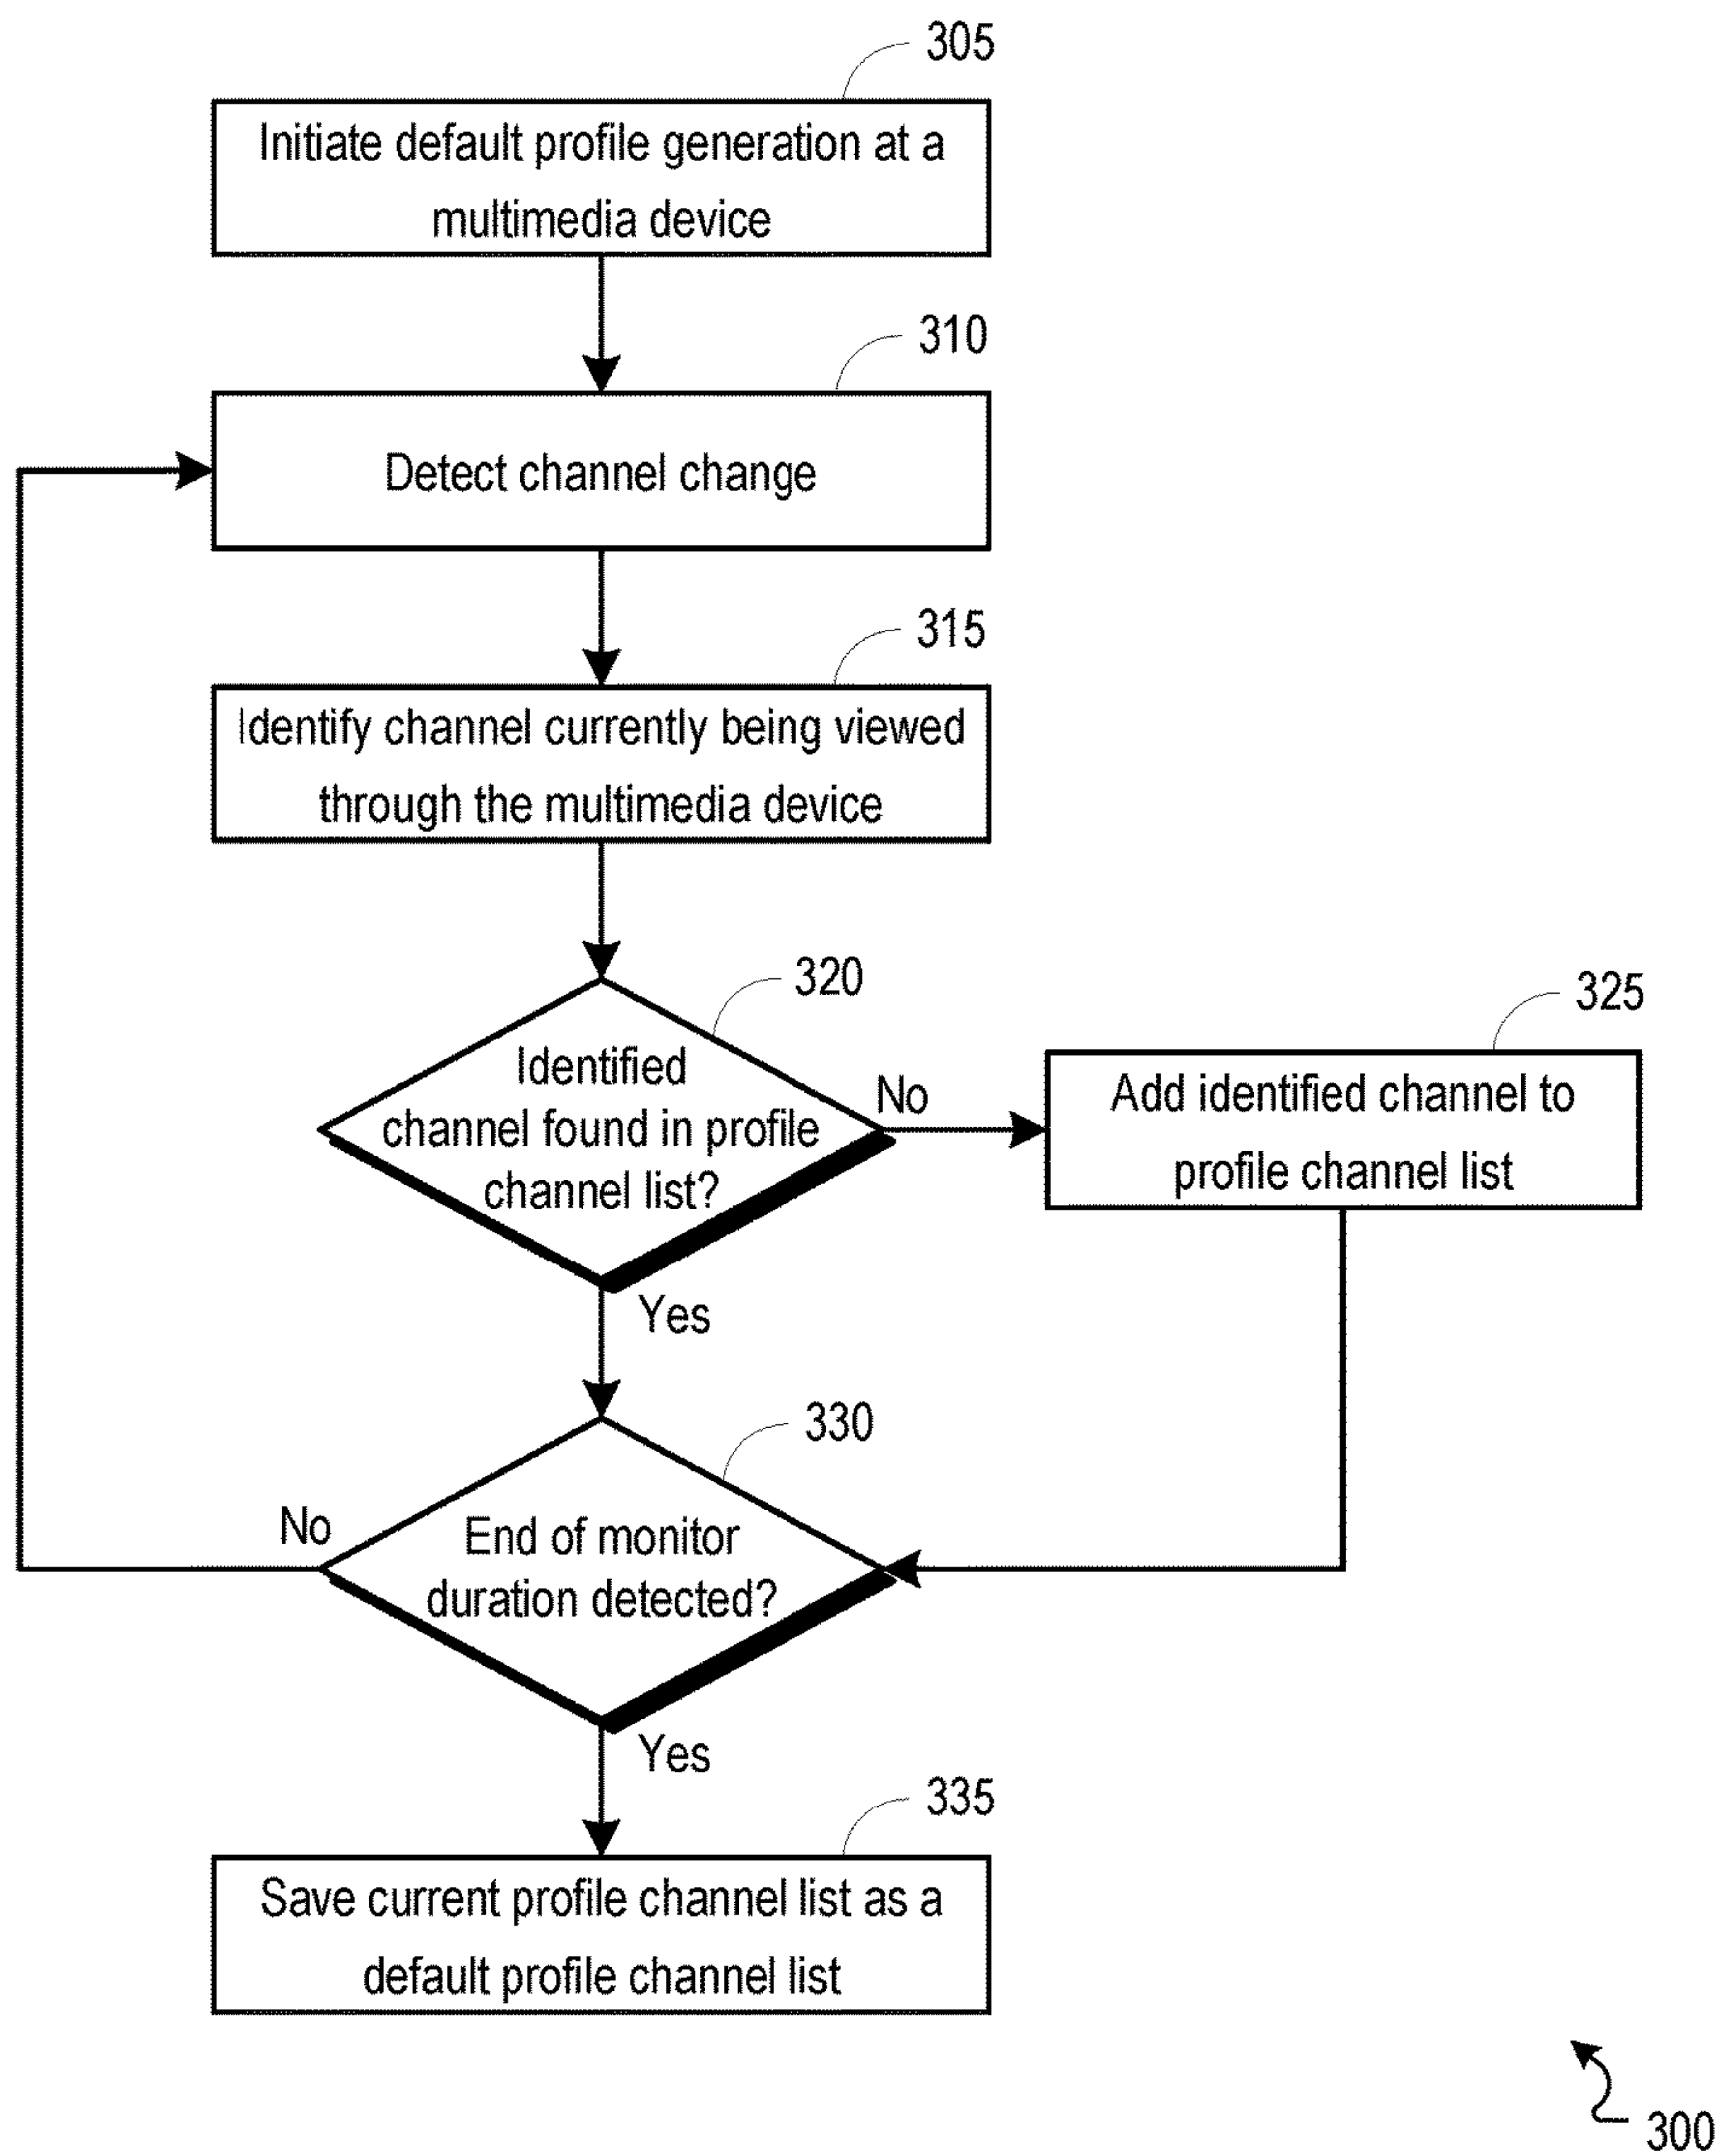 305
Initiate default profile generation at a
multimedia device
310
Detect channel change
315
Identify channel currently being viewed
through the multimedia device
320
Identified
channel found in profile
channel list?
No
325
Add identified channel to
profile channel list
Yes
330
No
End of monitor
duration detected?
Yes
335
Save current profile channel list as a
default profile channel list
300